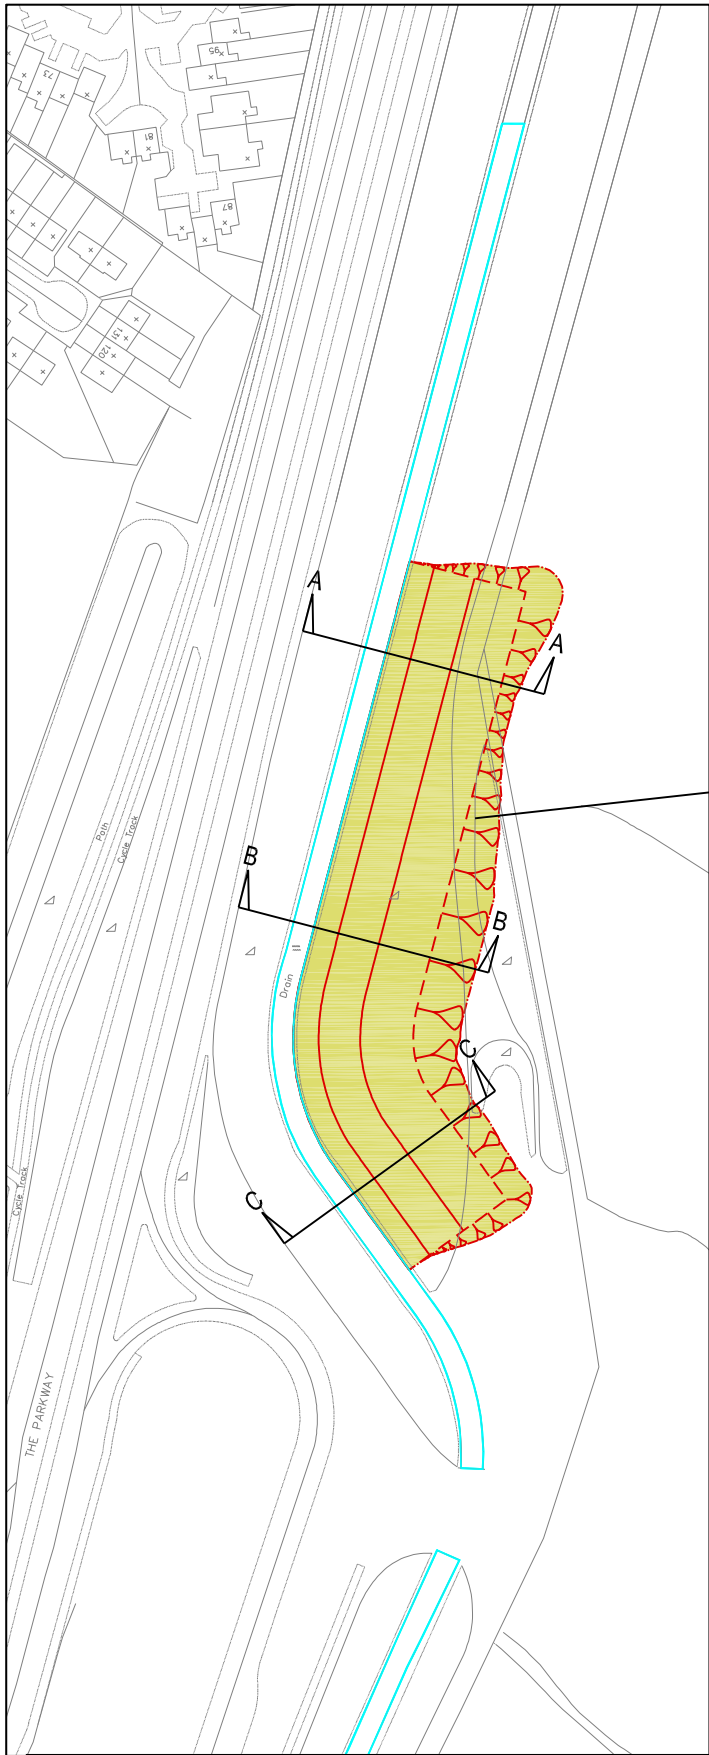 95
73
81
87
131
120
A
A
Path
Cycle Track
B
B
Drain
C
C
Cycle Track
THE PARKWAY